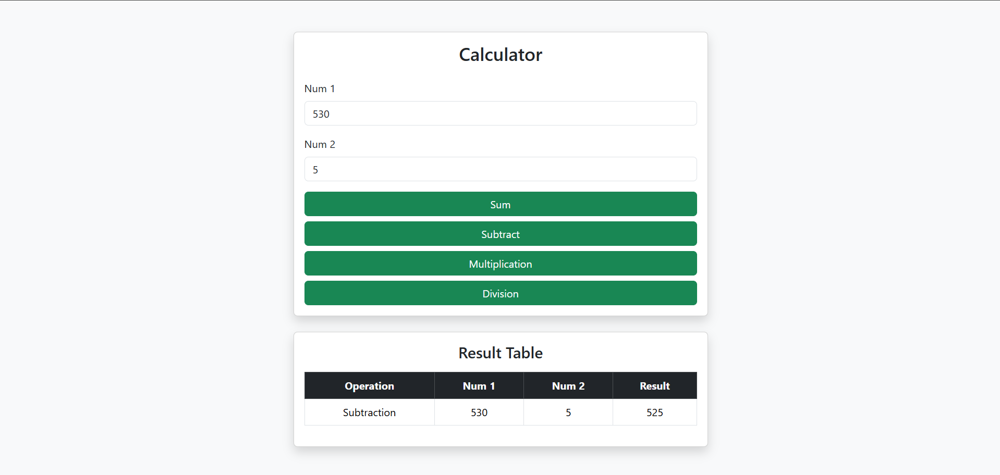 Calculator
Num 1
530
Num 2
5
Sum
Subtract
Multiplication
Division
Result Table
Operation Num 1 Num 2 Result
Subtraction 530 5 525